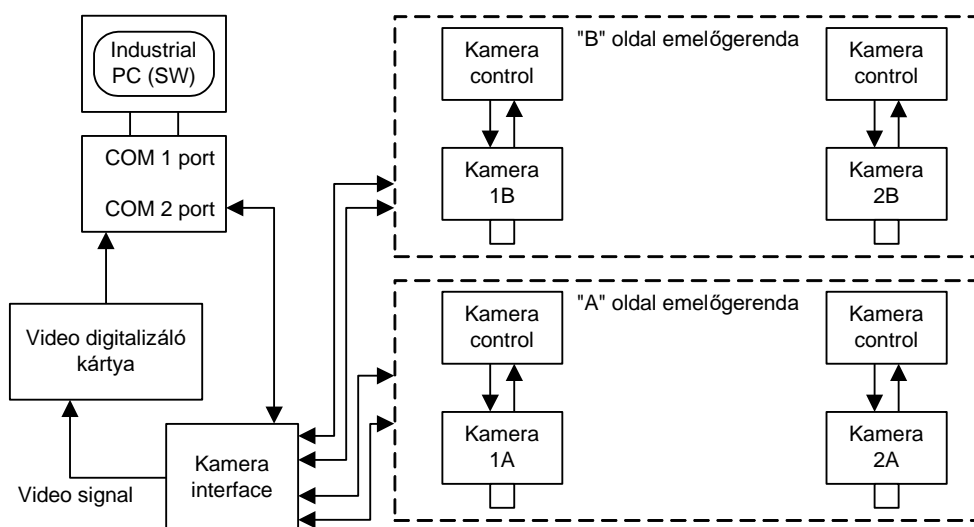 Industrial
PC (SW)
COM 1 port
COM 2 port
Video digitalizáló
kártya
Video signal
Kamera
interface
"B" oldal emelőgerenda
Kamera
control
Kamera
control
Kamera
1B
Kamera
2B
"A" oldal emelőgerenda
Kamera
control
Kamera
control
Kamera
1A
Kamera
2A